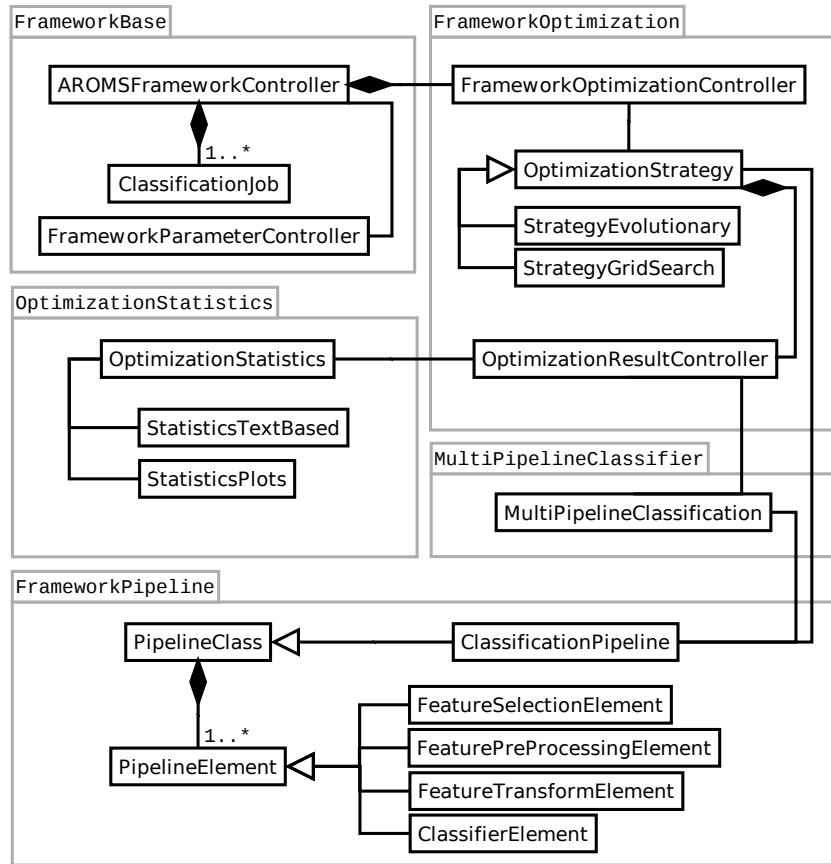 FrameworkBase
AROMSFrameworkController
1..*
ClassificationJob
FrameworkParameterController
FrameworkOptimization
FrameworkOptimizationController
OptimizationStrategy
StrategyEvolutionary
StrategyGridSearch
OptimizationResultController
OptimizationStatistics
OptimizationStatistics
StatisticsTextBased
StatisticsPlots
MultiPipelineClassifier
MultiPipelineClassification
FrameworkPipeline
PipelineClass
ClassificationPipeline
1..*
PipelineElement
FeatureSelectionElement
FeaturePreProcessingElement
FeatureTransformElement
ClassifierElement